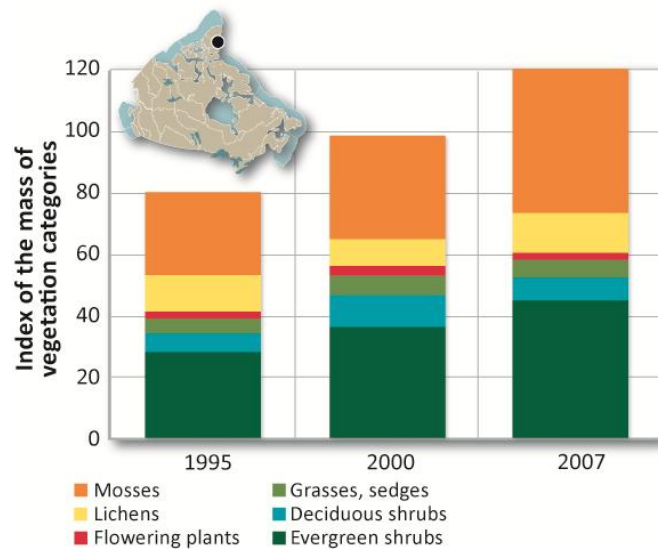 Index of the mass of
vegetation categories
120
100
80
60
40
20
0
1995 2000 2007
Mosses Grasses, sedges
Lichens Deciduous shrubs
Flowering plants Evergreen shrubs